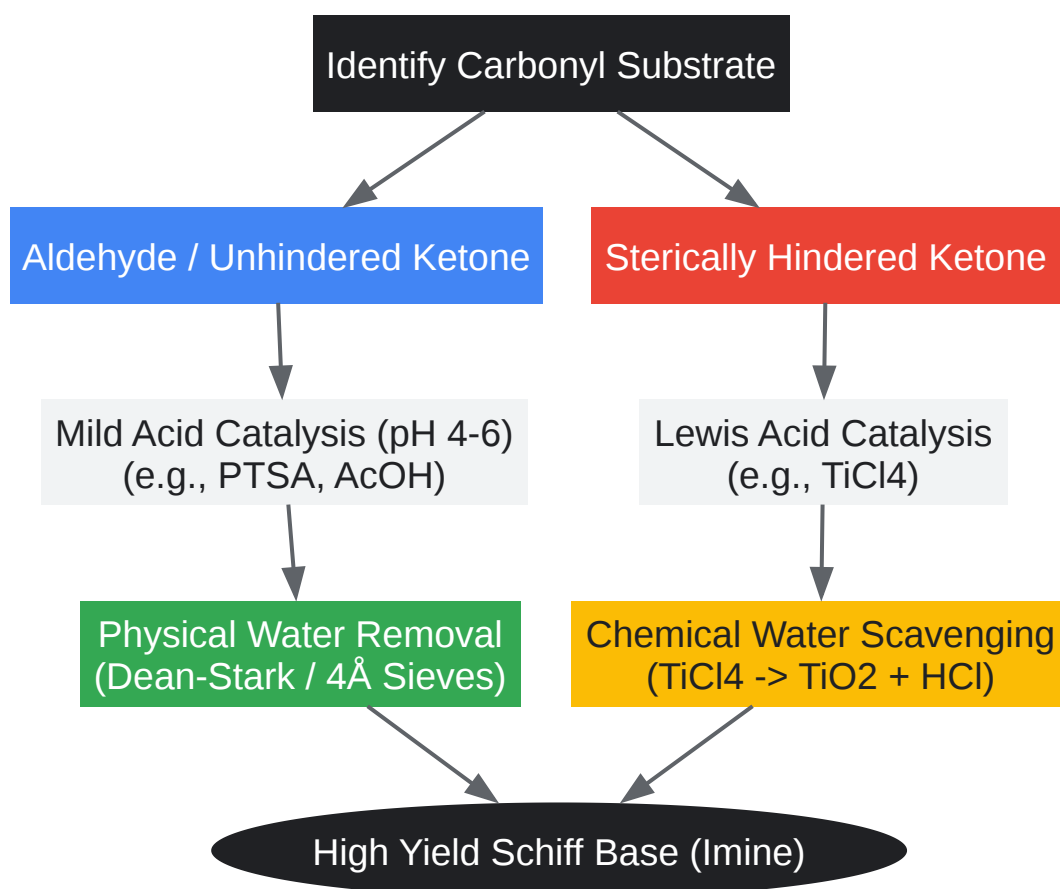 Identify Carbonyl Substrate
Aldehyde / Unhindered Ketone
Sterically Hindered Ketone
Mild Acid Catalysis (pH 4-6)
(e.g., PTSA, AcOH)
Lewis Acid Catalysis
(e.g., TiCl4)
Physical Water Removal
(Dean-Stark / 4Å Sieves)
Chemical Water Scavenging
(TiCl4 -> TiO2 + HCl)
High Yield Schiff Base (Imine)